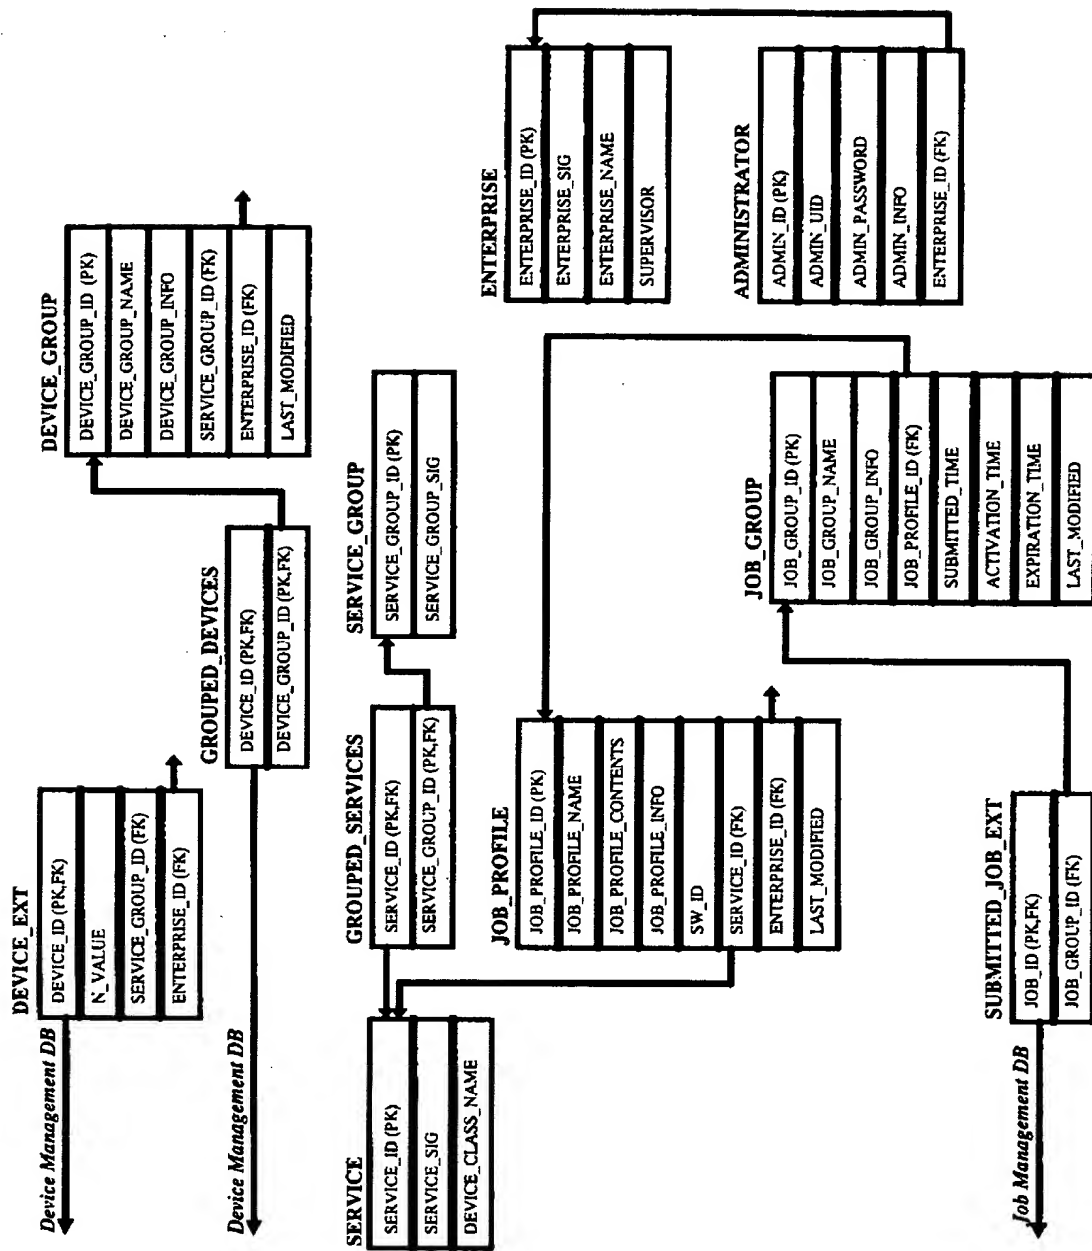 Device Management DB
DEVICE_EXT
DEVICE_ID (PK,FK)
N_VALUE
SERVICE_GROUP_ID (FK)
ENTERPRISE_ID (FK)
Device Management DB
GROUPED_DEVICES
DEVICE_ID (PK,FK)
DEVICE_GROUP_ID (PK,FK)
DEVICE_GROUP
DEVICE_GROUP_ID (PK)
DEVICE_GROUP_NAME
DEVICE_GROUP_INFO
SERVICE_GROUP_ID (FK)
ENTERPRISE_ID (FK)
LAST_MODIFIED
SERVICE
SERVICE_ID (PK)
SERVICE_SIG
DEVICE_CLASS_NAME
GROUPED_SERVICES
SERVICE_ID (PK,FK)
SERVICE_GROUP_ID (PK,FK)
SERVICE_GROUP
SERVICE_GROUP_ID (PK)
SERVICE_GROUP_SIG
JOB_PROFILE
JOB_PROFILE_ID (PK)
JOB_PROFILE_NAME
JOB_PROFILE_CONTENTS
JOB_PROFILE_INFO
SW_ID
SERVICE_ID (FK)
ENTERPRISE_ID (FK)
LAST_MODIFIED
ENTERPRISE
ENTERPRISE_ID (PK)
ENTERPRISE_SIG
ENTERPRISE_NAME
SUPERVISOR
ADMINISTRATOR
ADMIN_ID (PK)
ADMIN_UID
ADMIN_PASSWORD
ADMIN_INFO
ENTERPRISE_ID (FK)
JOB_GROUP
JOB_GROUP_ID (PK)
JOB_GROUP_NAME
JOB_GROUP_INFO
JOB_PROFILE_ID (FK)
SUBMITTED_TIME
ACTIVATION_TIME
EXPIRATION_TIME
LAST_MODIFIED
Job Management DB
SUBMITTED_JOB_EXT
JOB_ID (PK,FK)
JOB_GROUP_ID (FK)